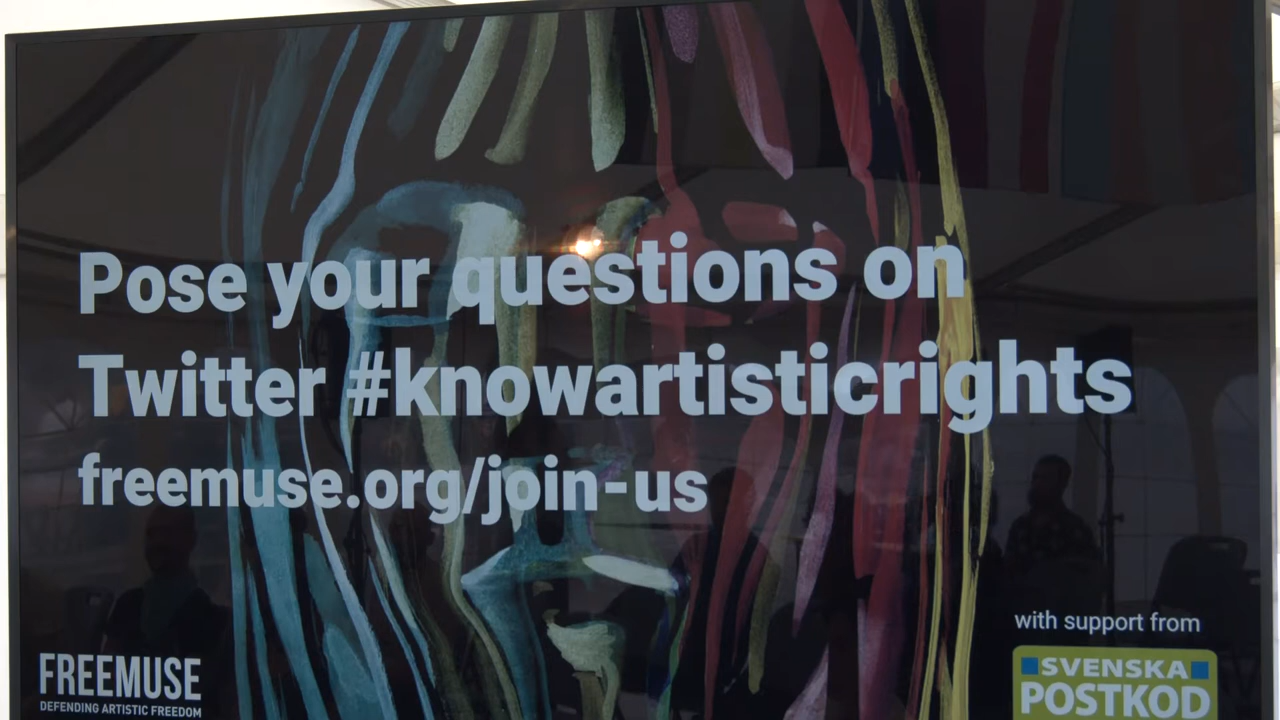 Pose your questions on
Twitter #knowartisticrights
freemuse.org/join-us
with support from
FREEMUSE
DEFENDING ARTISTIC FREEDOM
SVENSKA
POSTKOD